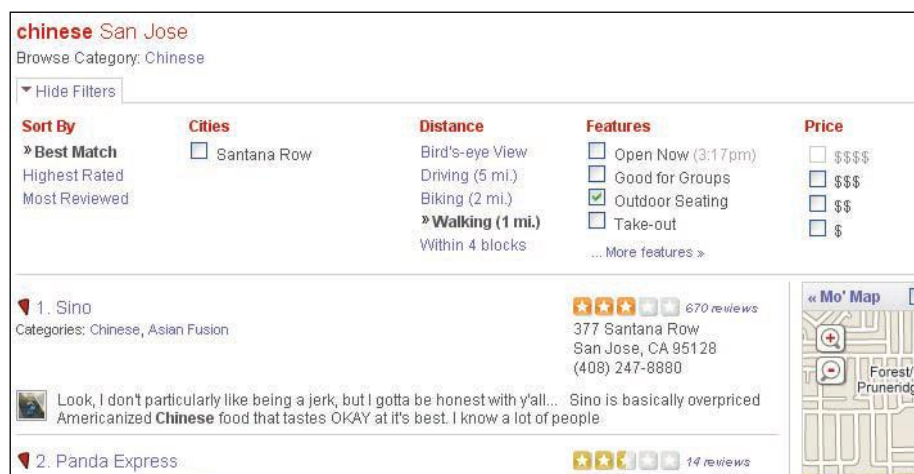 chinese San Jose
Browse Category: Chinese
Hide Filters
Sort By
» Best Match
Highest Rated
Most Reviewed
Cities
Santana Row
Distance
Bird's-eye View
Driving (5 mi.)
Biking (2 mi.)
» Walking (1 mi.)
Within 4 blocks
Features
Open Now (3:17pm)
Good for Groups
Outdoor Seating
Take-out
... More features »
Price
$$$$
$$$
$$
$
1. Sino
Categories: Chinese, Asian Fusion
670 reviews
377 Santana Row
San Jose, CA 95128
(408) 247-8880
Look, I don't particularly like being a jerk, but I gotta be honest with y'all... Sino is basically overpriced
Americanized Chinese food that tastes OKAY at it's best. I know a lot of people
« Mo' Map
Forest/
Pruneridg
2. Panda Express
14 reviews